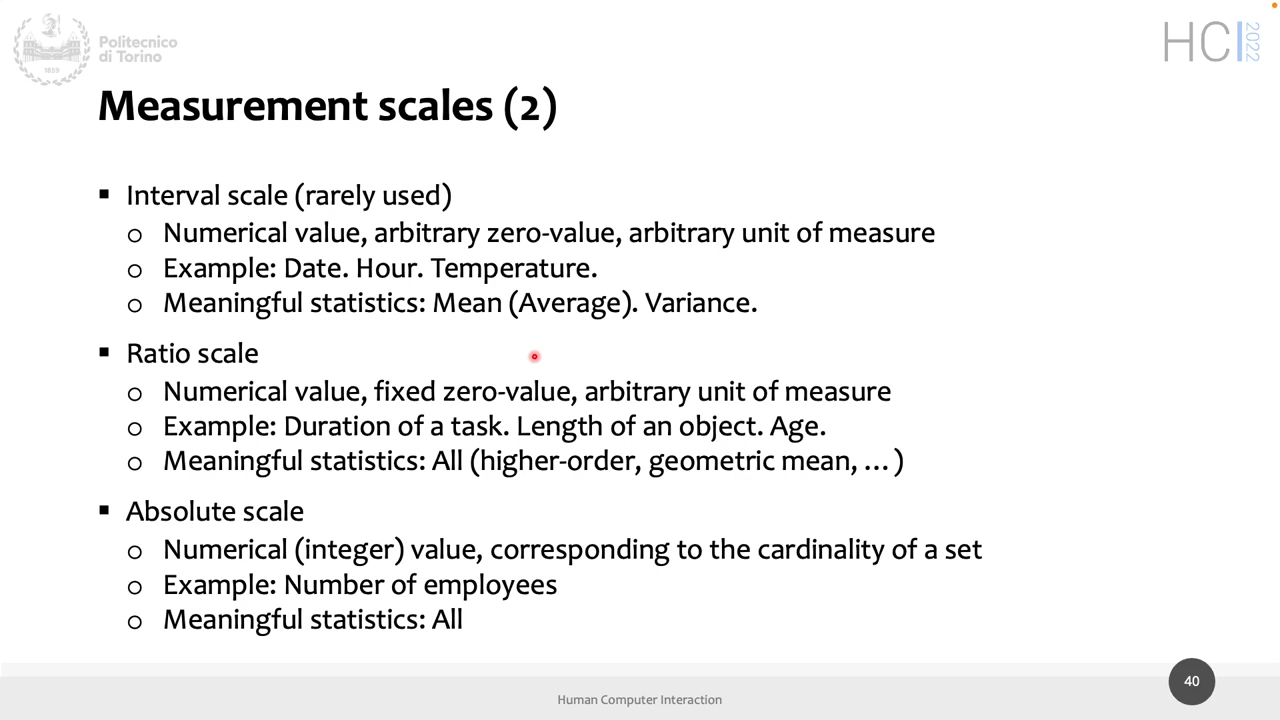 Politecnico
di Torino
1859
HCI 2022
Measurement scales (2)
▪ Interval scale (rarely used)
o Numerical value, arbitrary zero-value, arbitrary unit of measure
o Example: Date. Hour. Temperature.
o Meaningful statistics: Mean (Average). Variance.
▪ Ratio scale
o Numerical value, fixed zero-value, arbitrary unit of measure
o Example: Duration of a task. Length of an object. Age.
o Meaningful statistics: All (higher-order, geometric mean, … )
▪ Absolute scale
o Numerical (integer) value, corresponding to the cardinality of a set
o Example: Number of employees
o Meaningful statistics: All
Human Computer Interaction
40